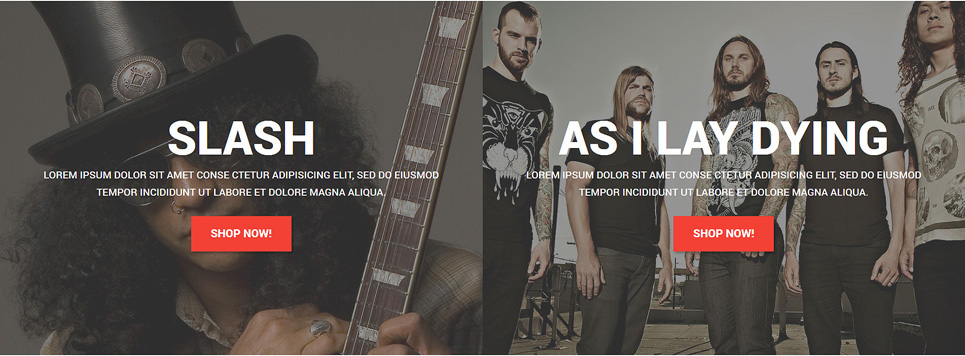 SLASH
LOREM IPSUM DOLOR SIT AMET CONSE CTETUR ADIPISICING ELIT, SED DO EIUSMOD
TEMPOR INCIDIDUNT UT LABORE ET DOLORE MAGNA ALIQUA.
SHOP NOW!
AS I LAY DYING
LOREM IPSUM DOLOR SIT AMET CONSE CTETUR ADIPISICING ELIT, SED DO EIUSMOD
TEMPOR INCIDIDUNT UT LABORE ET DOLORE MAGNA ALIQUA.
SHOP NOW!